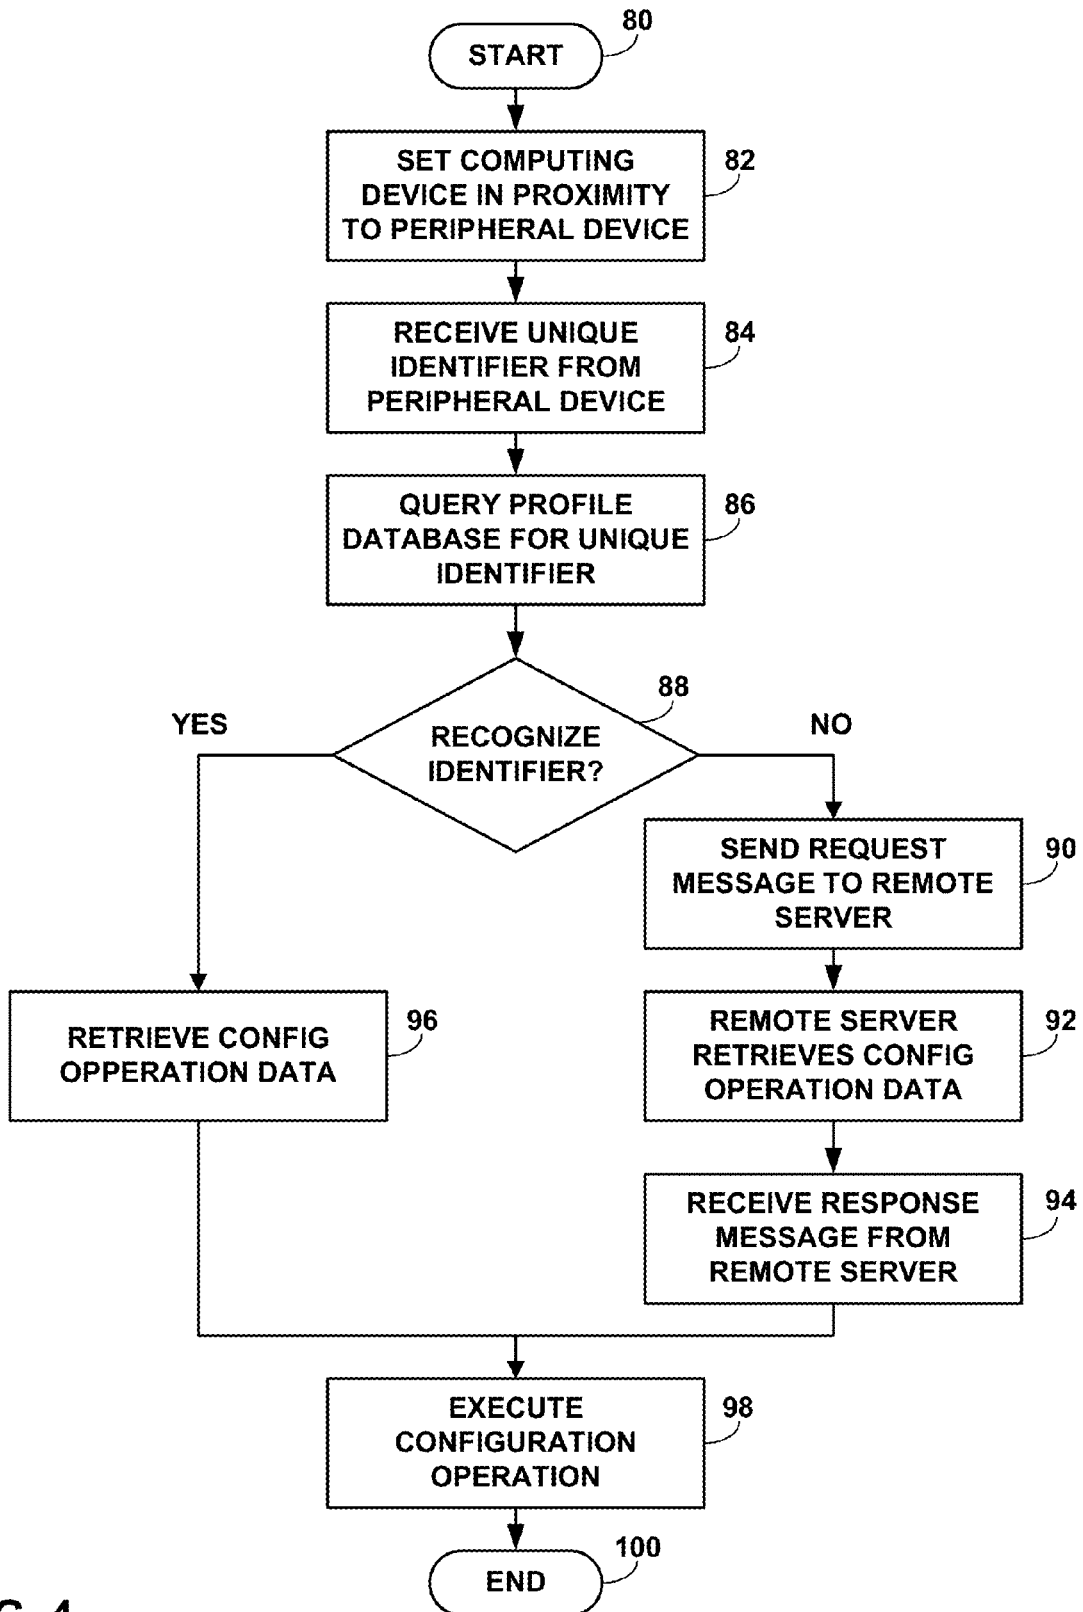 START
80
SET COMPUTING
DEVICE IN PROXIMITY
TO PERIPHERAL DEVICE
82
RECEIVE UNIQUE
IDENTIFIER FROM
PERIPHERAL DEVICE
84
QUERY PROFILE
DATABASE FOR UNIQUE
IDENTIFIER
86
RECOGNIZE
IDENTIFIER?
88
YES
NO
SEND REQUEST
MESSAGE TO REMOTE
SERVER
90
RETRIEVE CONFIG
OPPERATION DATA
96
REMOTE SERVER
RETRIEVES CONFIG
OPERATION DATA
92
RECEIVE RESPONSE
MESSAGE FROM
REMOTE SERVER
94
EXECUTE
CONFIGURATION
OPERATION
98
END
100